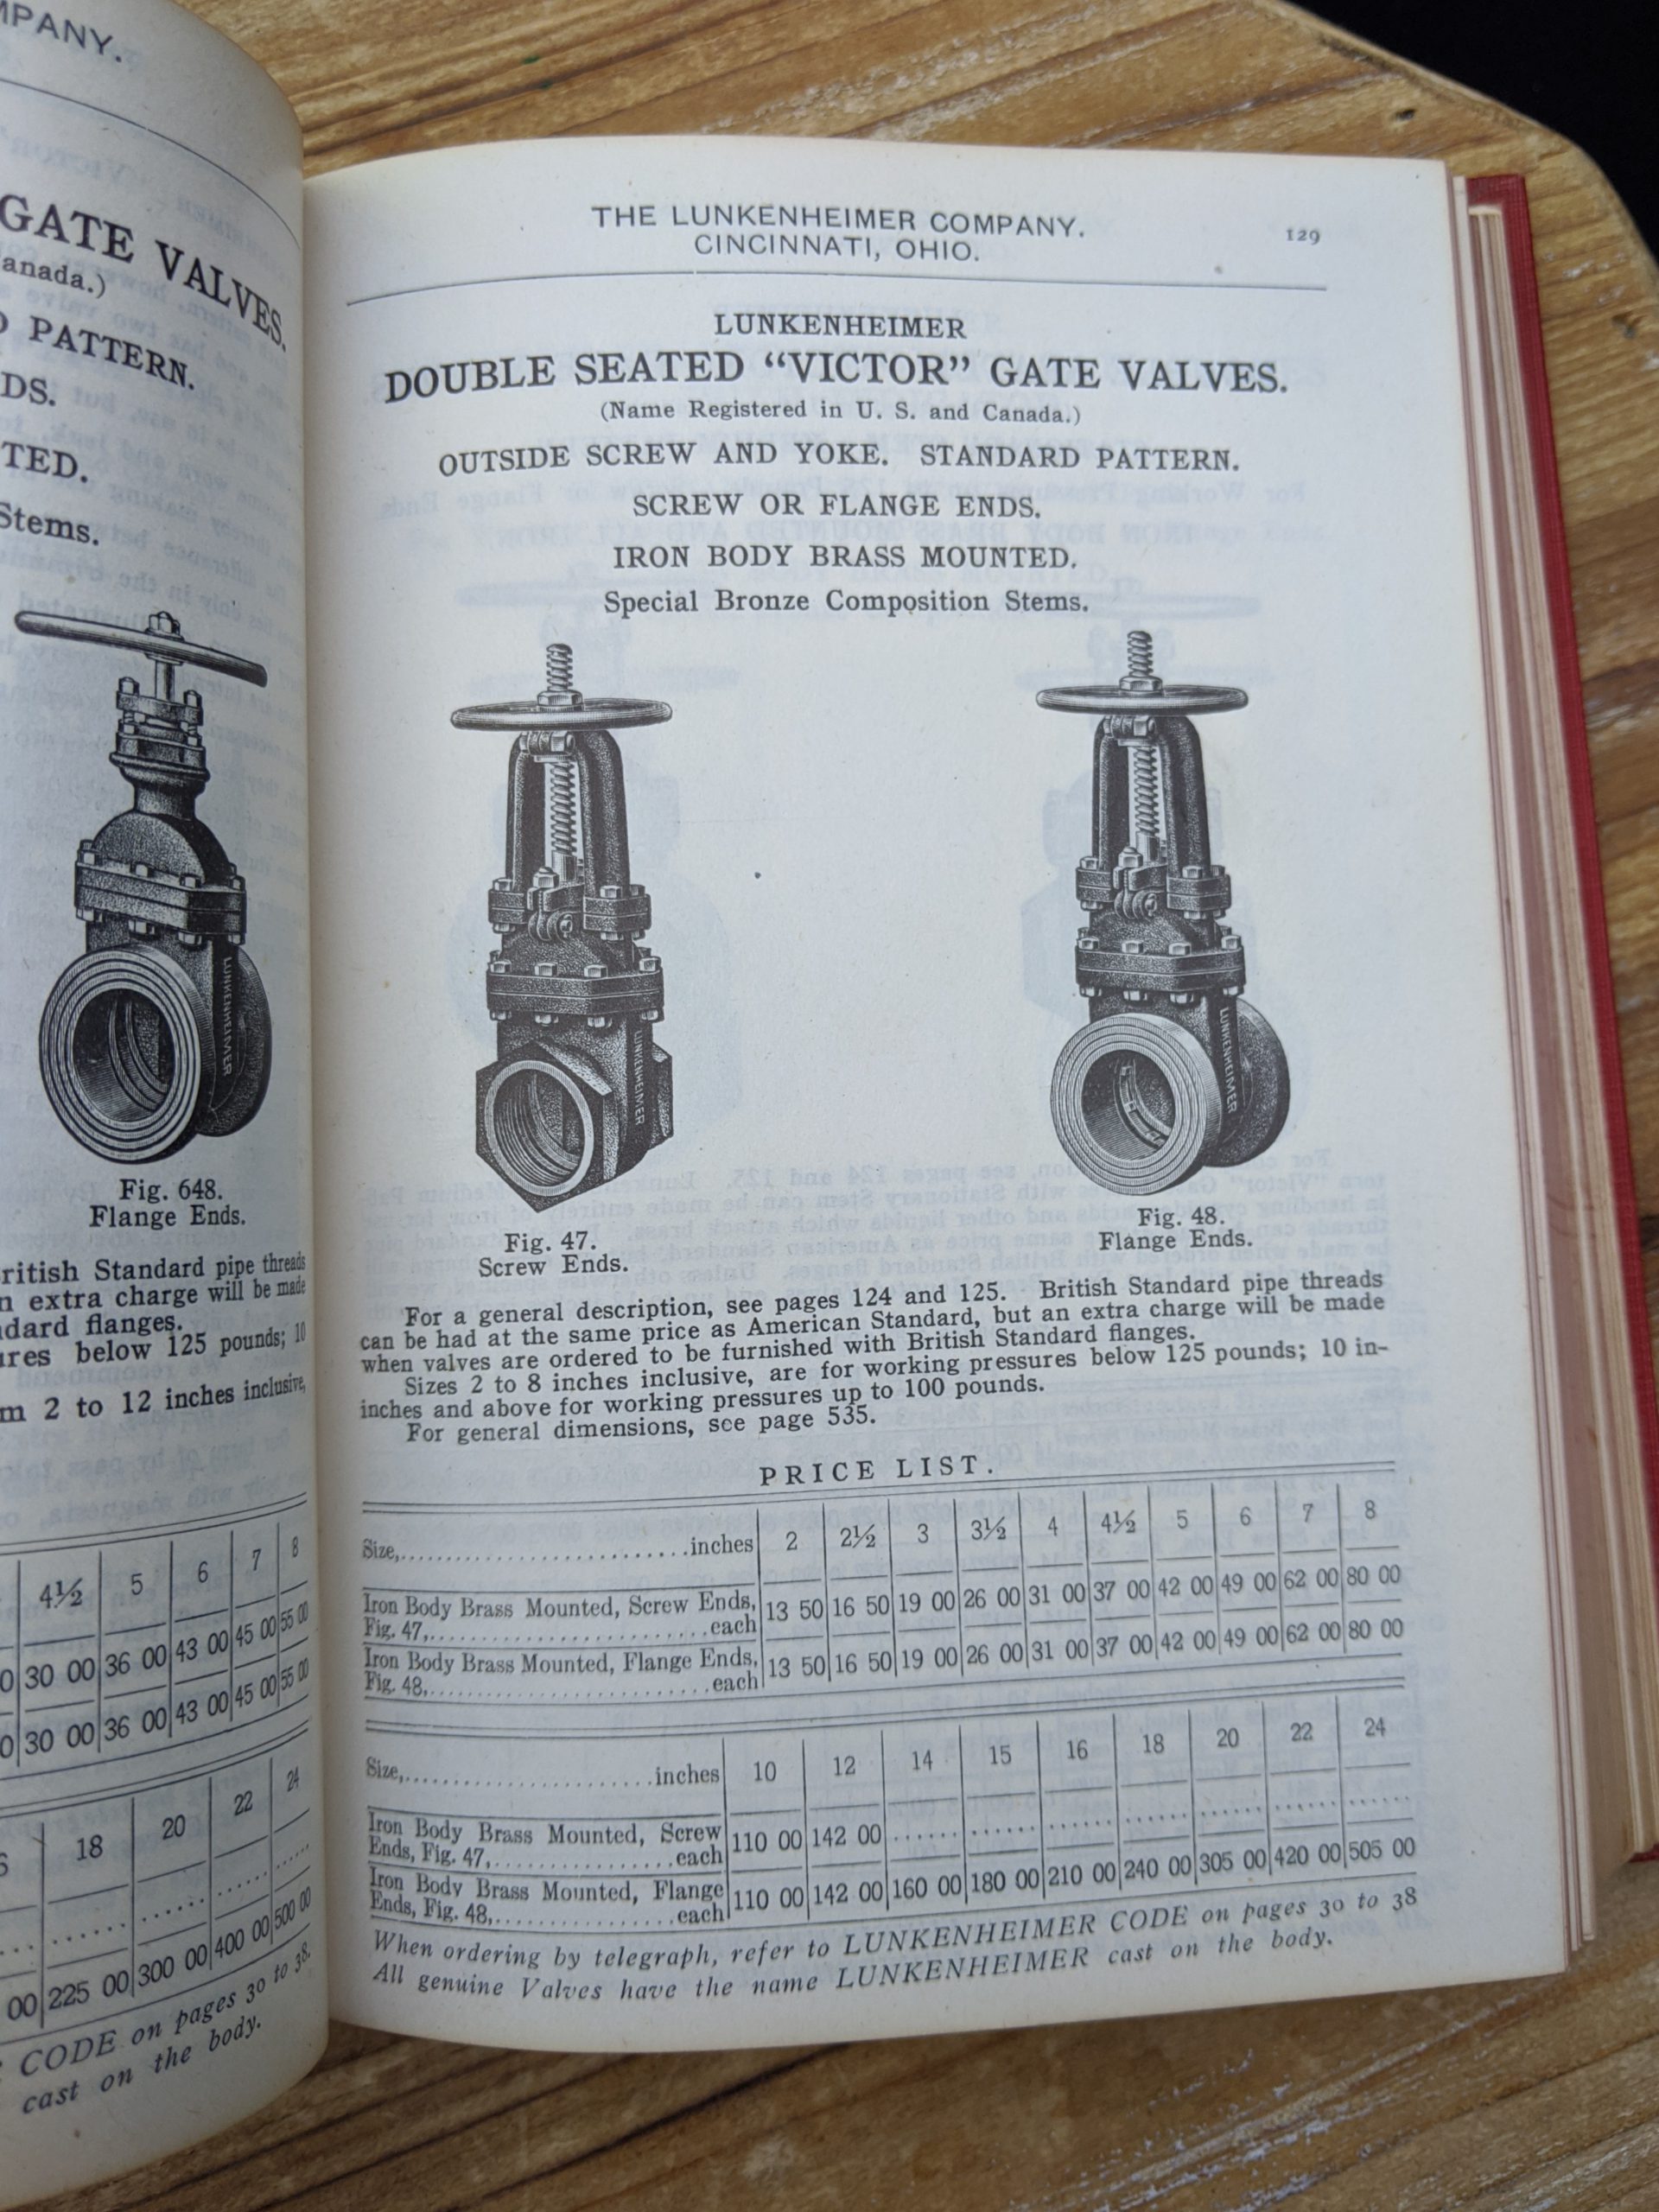 MPANY.
GATE VALVES.
anada.)
PATTERN.
DS.
TED.
Stems.
LUNKENHEIMER
Fig. 648.
Flange Ends.
ritish Standard pipe threads
n extra charge will be made
dard flanges.
ures below 125 pounds; 10
m 2 to 12 inches inclusive,
4½ 5 6 7 8
0 30 00 36 00 43 00 45 00 55 00
0 30 00 36 00 43 00 45 00 55 00
18 20 22 24
00 225 00 300 00 400 00 500 00
CODE on pages 30 to 38.
cast on the body.
THE LUNKENHEIMER COMPANY.
CINCINNATI, OHIO.
129
LUNKENHEIMER
DOUBLE SEATED “VICTOR” GATE VALVES.
(Name Registered in U. S. and Canada.)
OUTSIDE SCREW AND YOKE. STANDARD PATTERN.
SCREW OR FLANGE ENDS.
IRON BODY BRASS MOUNTED.
Special Bronze Composition Stems.
LUNKENHEIMER
LUNKENHEIMER
Fig. 47.
Screw Ends.
Fig. 48.
Flange Ends.
For a general description, see pages 124 and 125. British Standard pipe threads
can be had at the same price as American Standard, but an extra charge will be made
when valves are ordered to be furnished with British Standard flanges.
Sizes 2 to 8 inches inclusive, are for working pressures below 125 pounds; 10 in-
inches and above for working pressures up to 100 pounds.
For general dimensions, see page 535.
PRICE LIST.
Size,............................inches 2 2½ 3 3½ 4 4½ 5 6 7 8
Iron Body Brass Mounted, Screw Ends,
Fig. 47,..........................each 13 50 16 50 19 00 26 00 31 00 37 00 42 00 49 00 62 00 80 00
Iron Body Brass Mounted, Flange Ends,
Fig. 48,..........................each 13 50 16 50 19 00 26 00 31 00 37 00 42 00 49 00 62 00 80 00
Size,........................inches 10 12 14 15 16 18 20 22 24
Iron Body Brass Mounted, Screw
Ends, Fig. 47,.................each 110 00 142 00 ...... ...... ...... ...... ...... ...... ......
Iron Body Brass Mounted, Flange
Ends, Fig. 48,.................each 110 00 142 00 160 00 180 00 210 00 240 00 305 00 420 00 505 00
When ordering by telegraph, refer to LUNKENHEIMER CODE on pages 30 to 38
All genuine Valves have the name LUNKENHEIMER cast on the body.